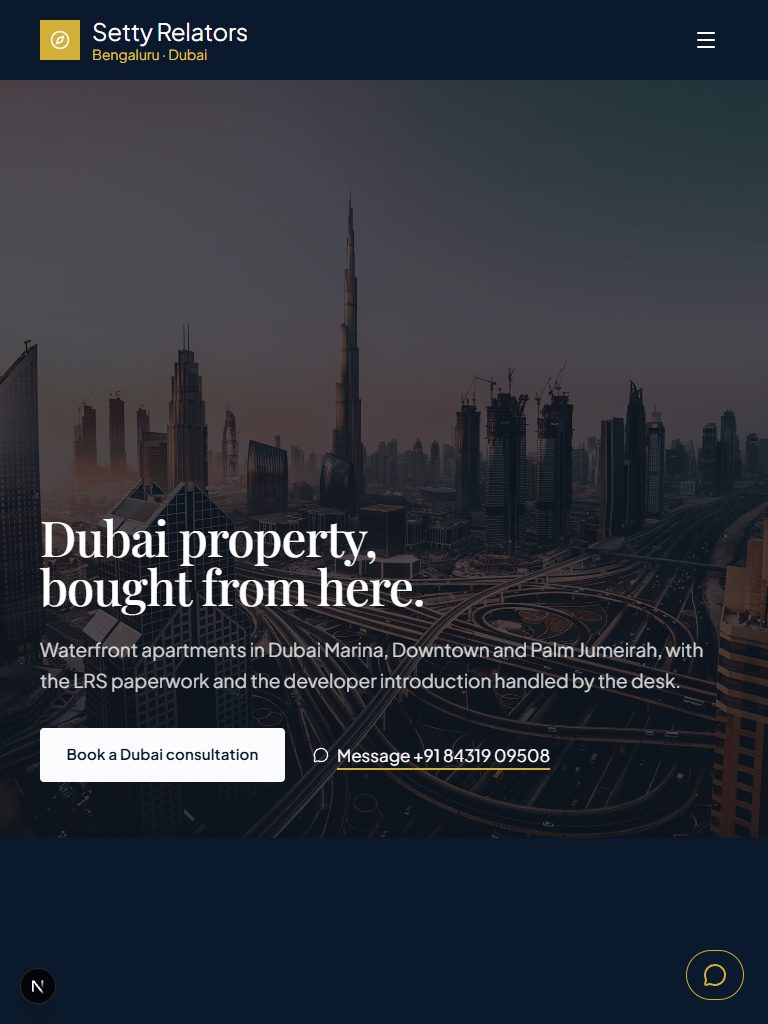 Setty Relators
Bengaluru · Dubai
Dubai property,
bought from here.
Waterfront apartments in Dubai Marina, Downtown and Palm Jumeirah, with
the LRS paperwork and the developer introduction handled by the desk.
Book a Dubai consultation
Message +91 84319 09508
N